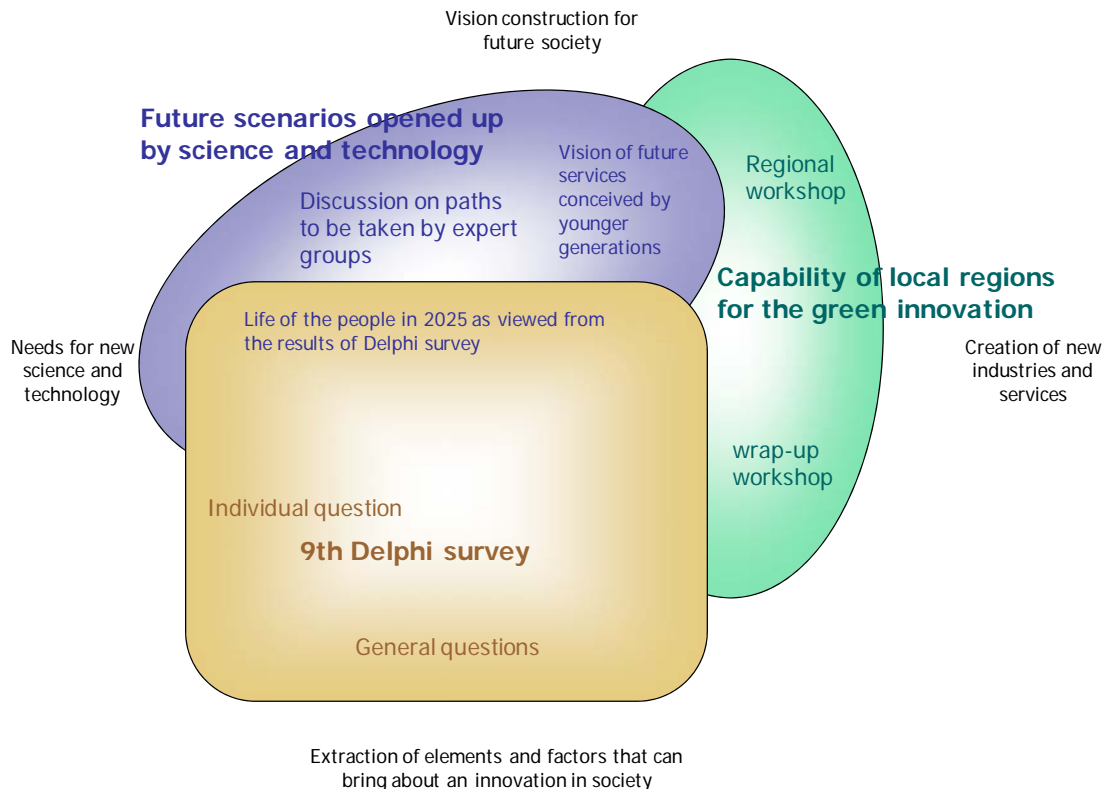 Vision construction for
future society
Future scenarios opened up
by science and technology
Vision of future
services
conceived by
younger
generations
Regional
workshop
Discussion on paths
to be taken by expert
groups
Capability of local regions
for the green innovation
Life of the people in 2025 as viewed from
the results of Delphi survey
Needs for new
science and
technology
Creation of new
industries and
services
wrap-up
workshop
Individual question
9th Delphi survey
General questions
Extraction of elements and factors that can
bring about an innovation in society